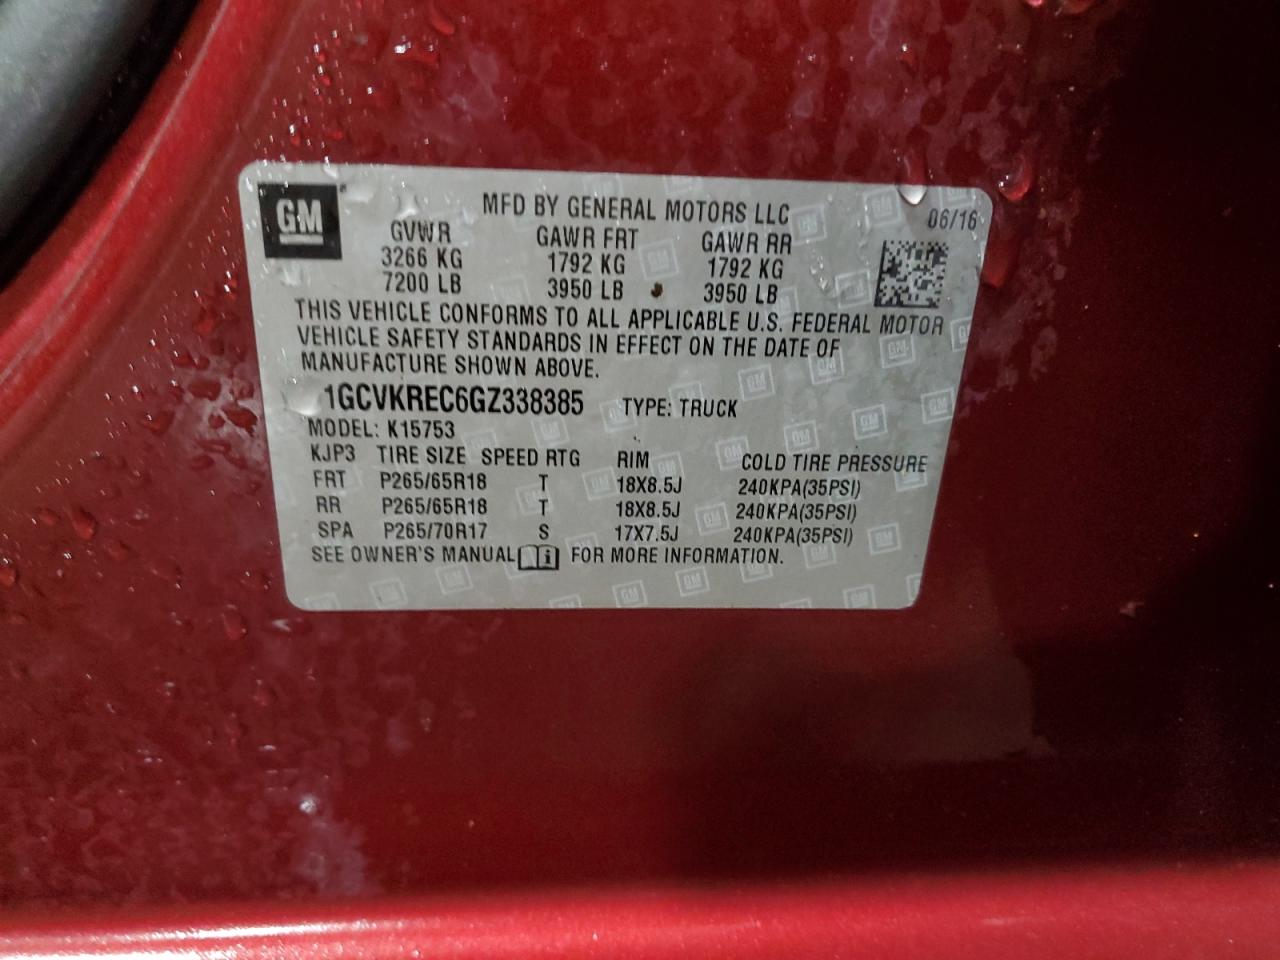 GM
MFD BY GENERAL MOTORS LLC
06/16
GVWR GAWR FRT GAWR RR
3266 KG 1792 KG 1792 KG
7200 LB 3950 LB 3950 LB
THIS VEHICLE CONFORMS TO ALL APPLICABLE U.S. FEDERAL MOTOR
VEHICLE SAFETY STANDARDS IN EFFECT ON THE DATE OF
MANUFACTURE SHOWN ABOVE.
1GCVKREC6GZ338385 TYPE: TRUCK
MODEL: K15753
KJP3 TIRE SIZE SPEED RTG RIM COLD TIRE PRESSURE
FRT P265/65R18 T 18X8.5J 240KPA(35PSI)
RR P265/65R18 T 18X8.5J 240KPA(35PSI)
SPA P265/70R17 S 17X7.5J 240KPA(35PSI)
SEE OWNER'S MANUAL i FOR MORE INFORMATION.